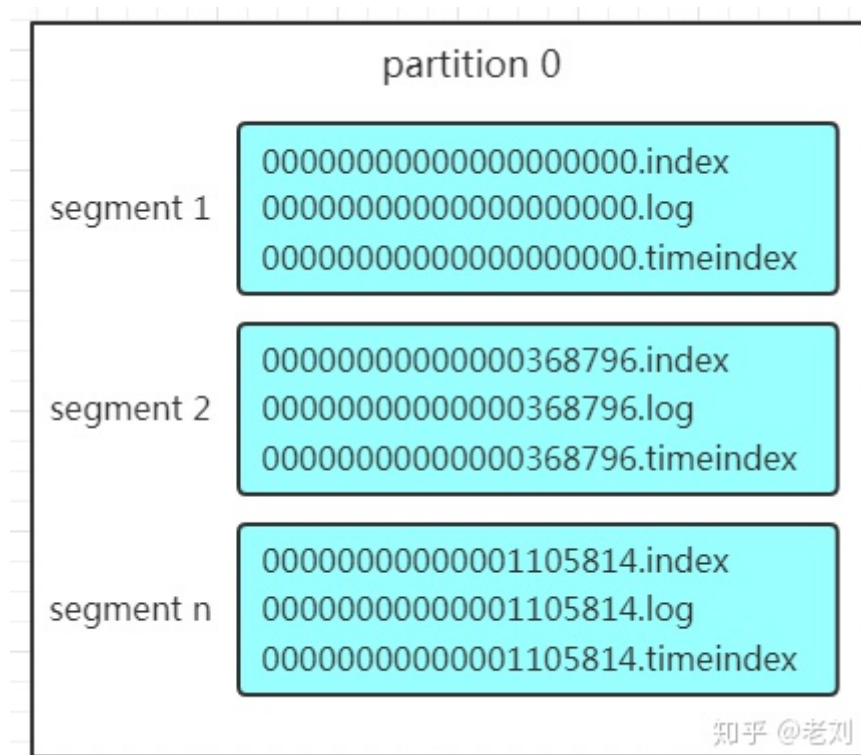 partition 0
segment 1
00000000000000000000.index
00000000000000000000.log
00000000000000000000.timeindex
segment 2
00000000000000368796.index
00000000000000368796.log
00000000000000368796.timeindex
segment n
00000000000001105814.index
00000000000001105814.log
00000000000001105814.timeindex
知乎 @老刘